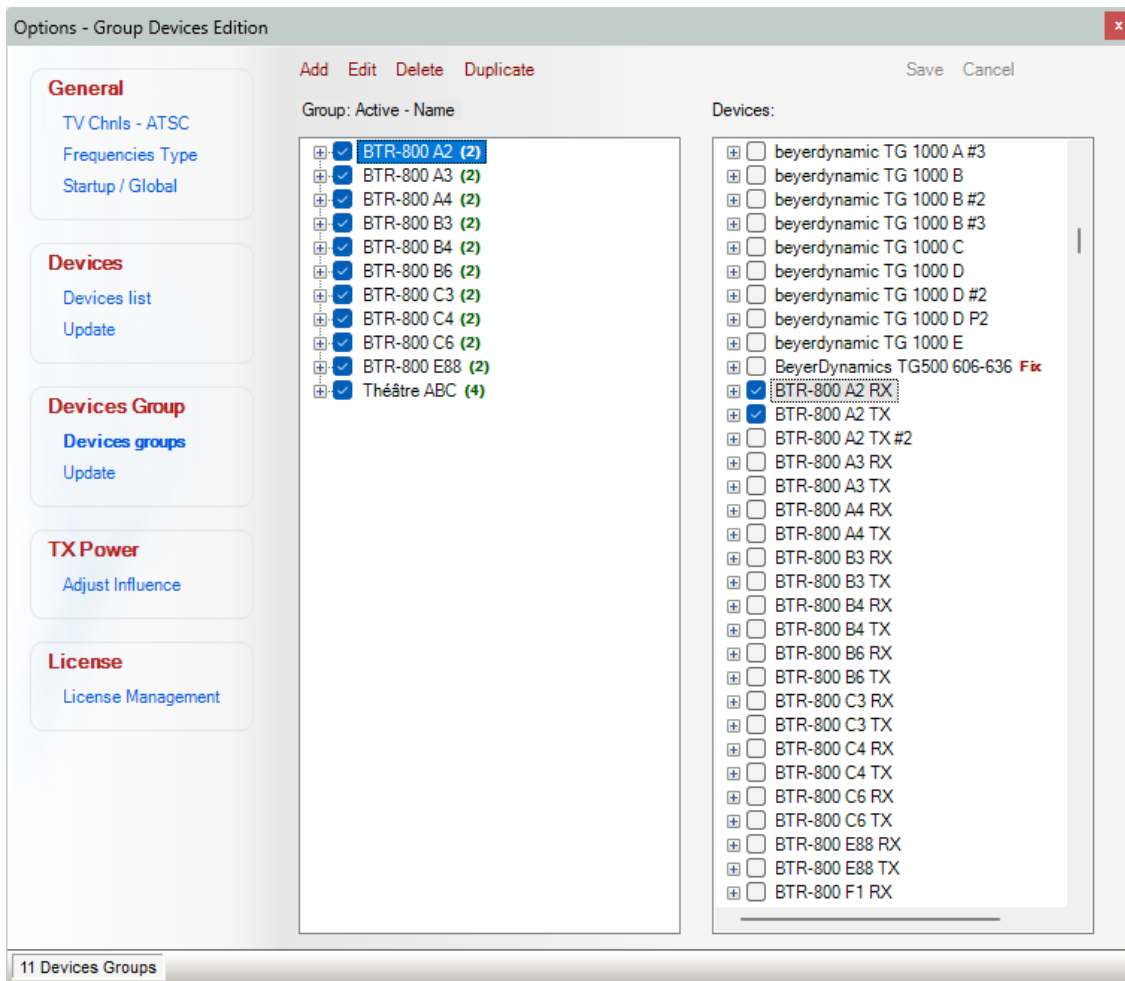 Options - Group Devices Edition
x
General
TV Chnls - ATSC
Frequencies Type
Startup / Global
Devices
Devices list
Update
Devices Group
Devices groups
Update
TX Power
Adjust Influence
License
License Management
Add Edit Delete Duplicate
Group: Active - Name
BTR-800 A2 (2)
BTR-800 A3 (2)
BTR-800 A4 (2)
BTR-800 B3 (2)
BTR-800 B4 (2)
BTR-800 B6 (2)
BTR-800 C3 (2)
BTR-800 C4 (2)
BTR-800 C6 (2)
BTR-800 E88 (2)
Théâtre ABC (4)
Save Cancel
Devices:
beyerdynamic TG 1000 A #3
beyerdynamic TG 1000 B
beyerdynamic TG 1000 B #2
beyerdynamic TG 1000 B #3
beyerdynamic TG 1000 C
beyerdynamic TG 1000 D
beyerdynamic TG 1000 D #2
beyerdynamic TG 1000 D P2
beyerdynamic TG 1000 E
BeyerDynamics TG500 606-636 Fix
BTR-800 A2 RX
BTR-800 A2 TX
BTR-800 A2 TX #2
BTR-800 A3 RX
BTR-800 A3 TX
BTR-800 A4 RX
BTR-800 A4 TX
BTR-800 B3 RX
BTR-800 B3 TX
BTR-800 B4 RX
BTR-800 B4 TX
BTR-800 B6 RX
BTR-800 B6 TX
BTR-800 C3 RX
BTR-800 C3 TX
BTR-800 C4 RX
BTR-800 C4 TX
BTR-800 C6 RX
BTR-800 C6 TX
BTR-800 E88 RX
BTR-800 E88 TX
BTR-800 F1 RX
11 Devices Groups